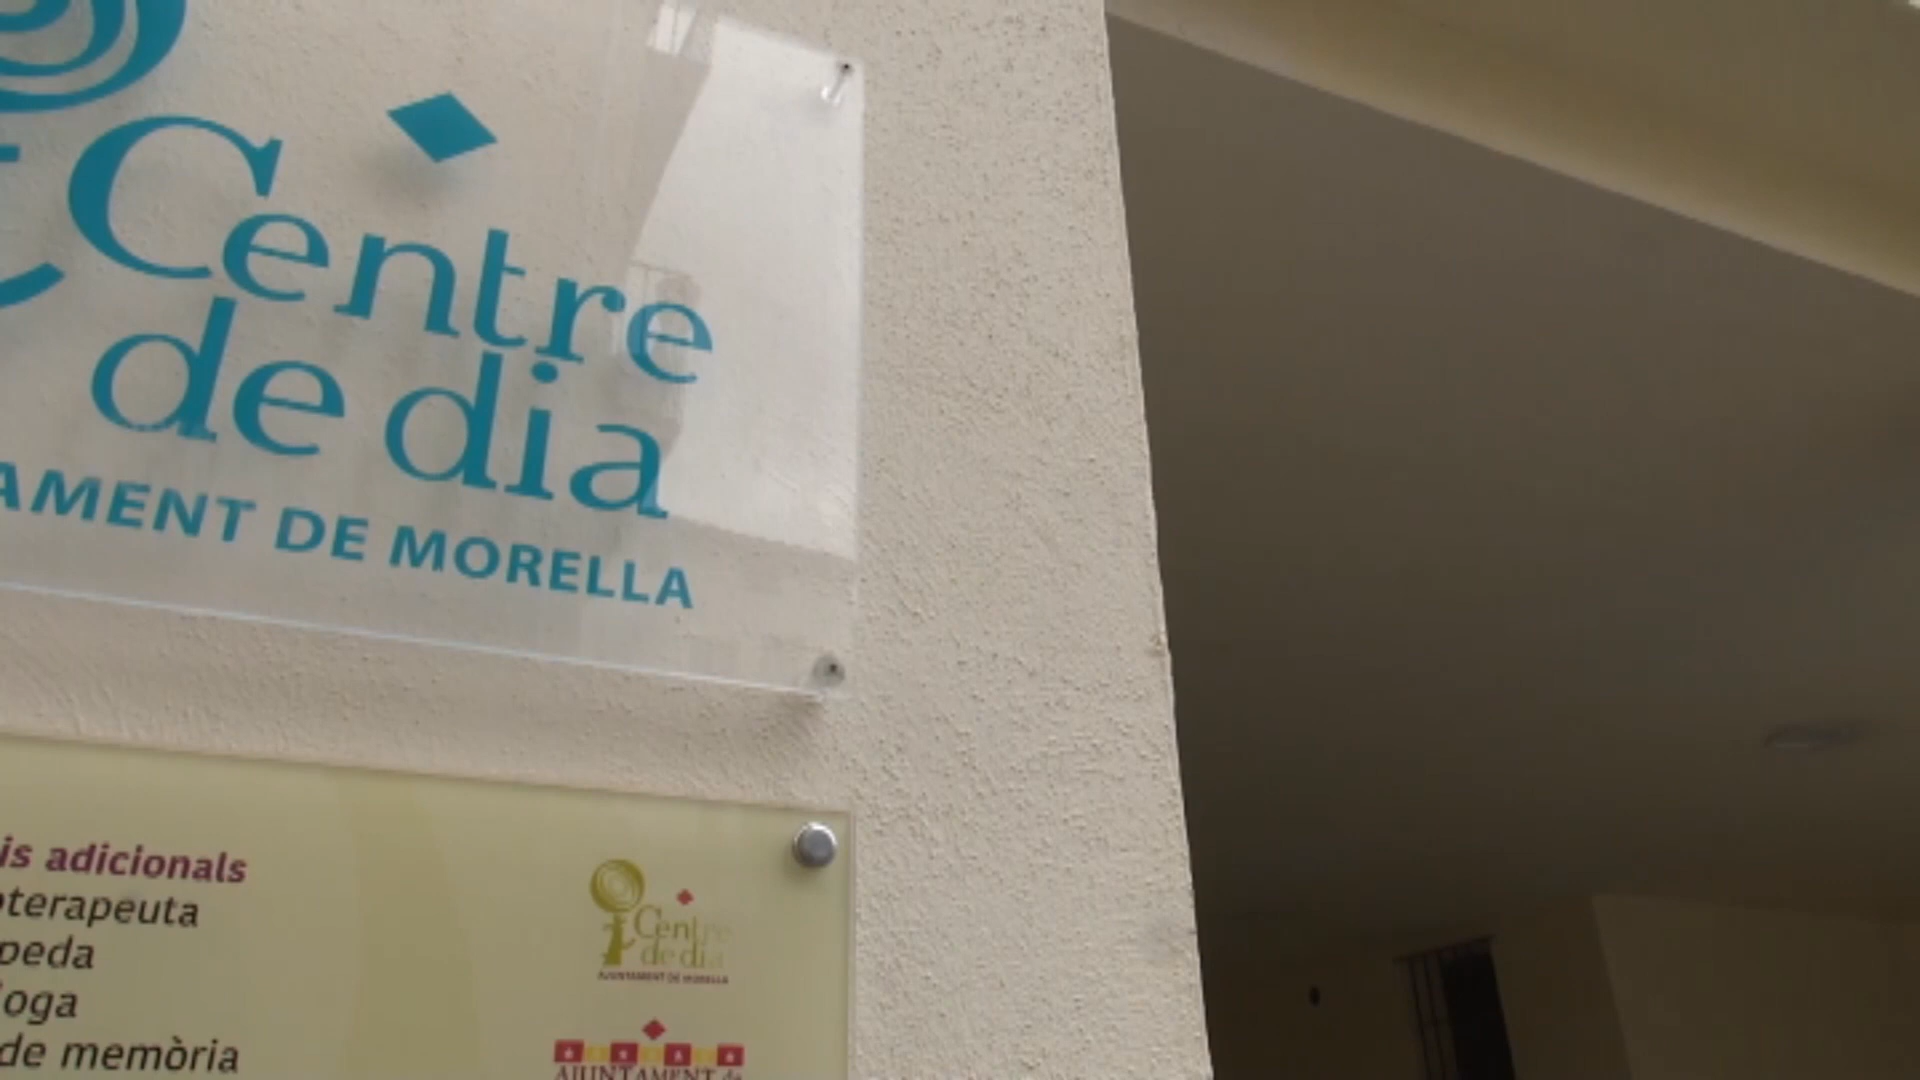 Centre
de dia
AMENT DE MORELLA
is adicionals
oterapeuta
peda
loga
de memòria
Centre
de dia
AJUNTAMENT DE MORELLA
AJUNTAMENT de